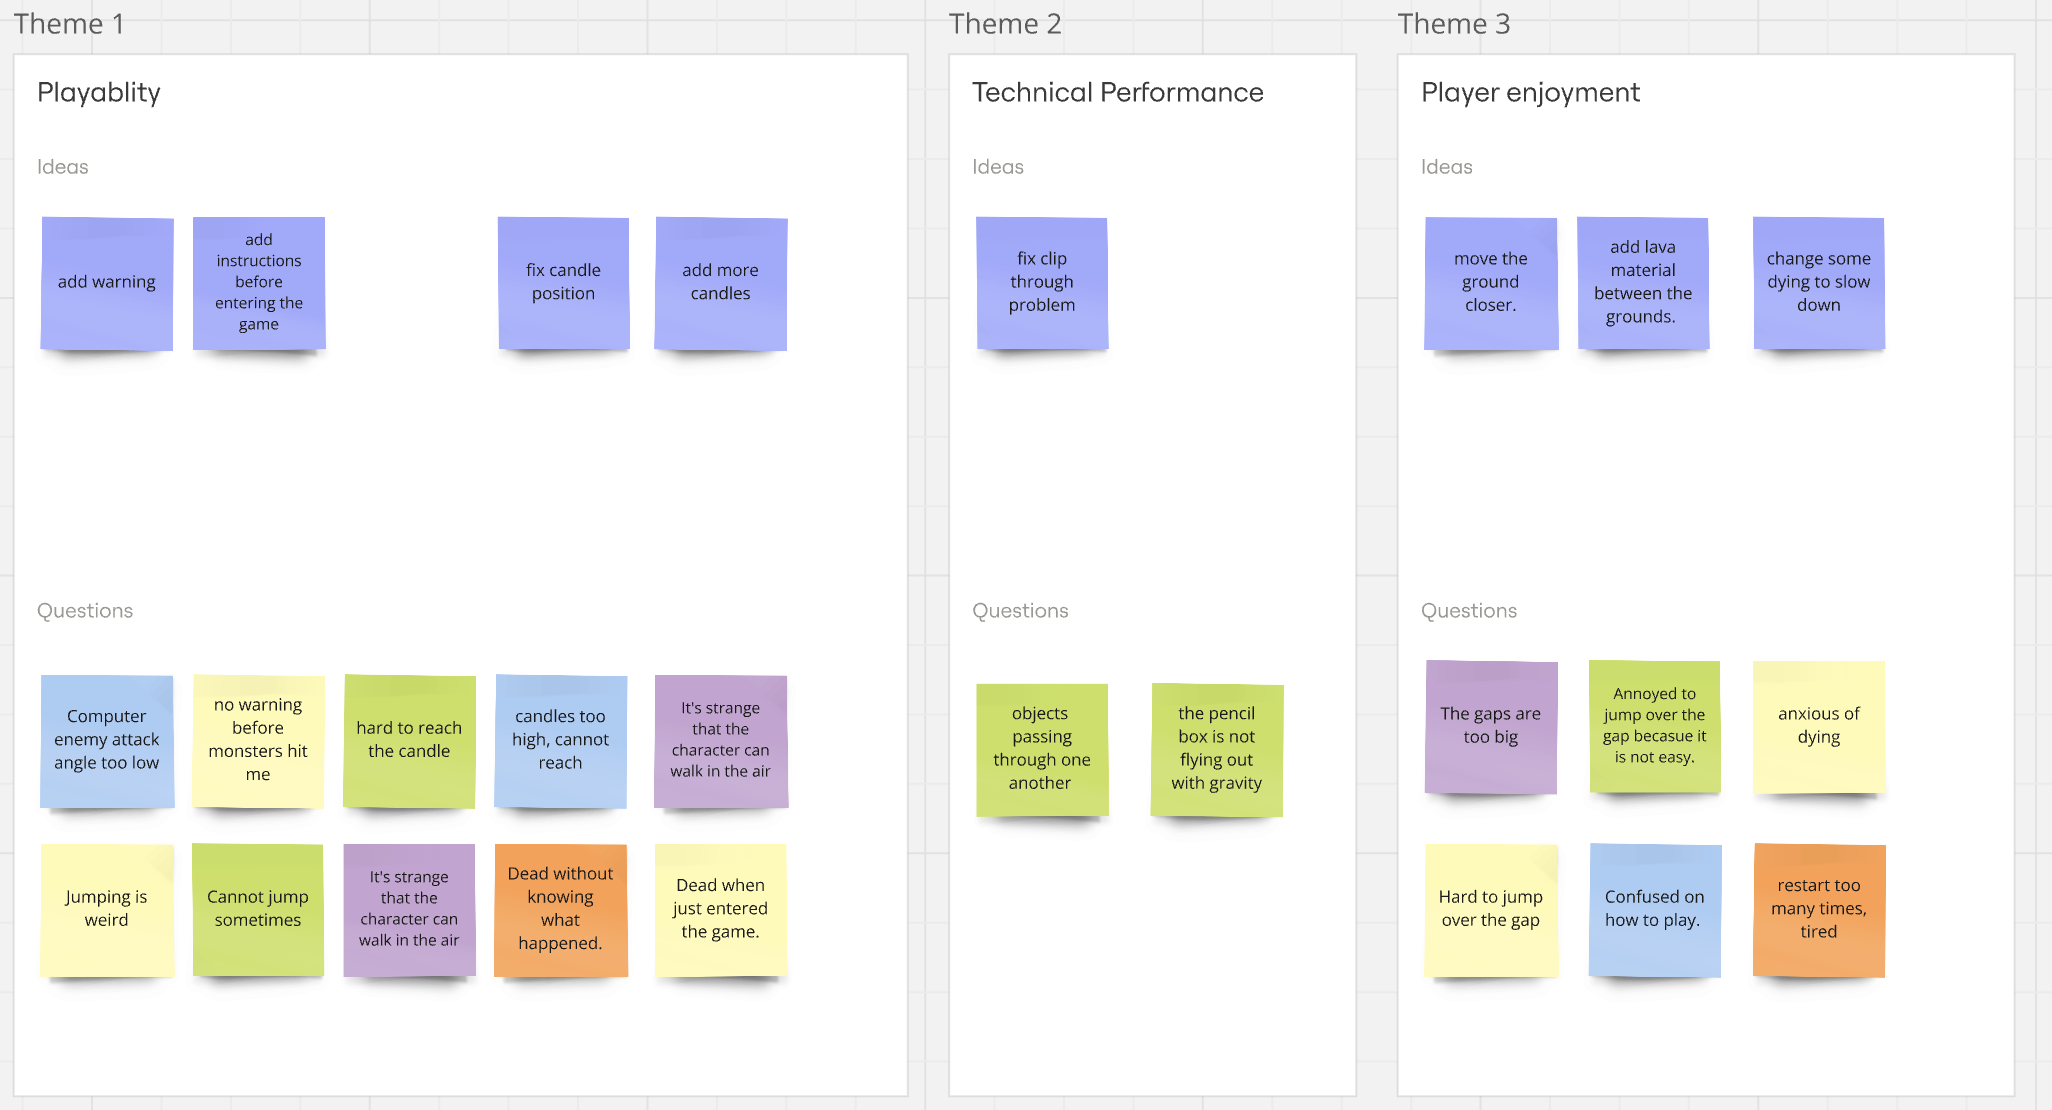 Theme 1
Playablity
Ideas
add warning
add
instructions
before
entering the
game
fix candle
position
add more
candles
Questions
Computer
enemy attack
angle too low
no warning
before
monsters hit
me
hard to reach
the candle
candles too
high, cannot
reach
It's strange
that the
character can
walk in the air
Jumping is
weird
Cannot jump
sometimes
It's strange
that the
character can
walk in the air
Dead without
knowing
what
happened.
Dead when
just entered
the game.
Theme 2
Technical Performance
Ideas
fix clip
through
problem
Questions
objects
passing
through one
another
the pencil
box is not
flying out
with gravity
Theme 3
Player enjoyment
Ideas
move the
ground
closer.
add lava
material
between the
grounds.
change some
dying to slow
down
Questions
The gaps are
too big
Annoyed to
jump over the
gap becasue it
is not easy.
anxious of
dying
Hard to jump
over the gap
Confused on
how to play.
restart too
many times,
tired